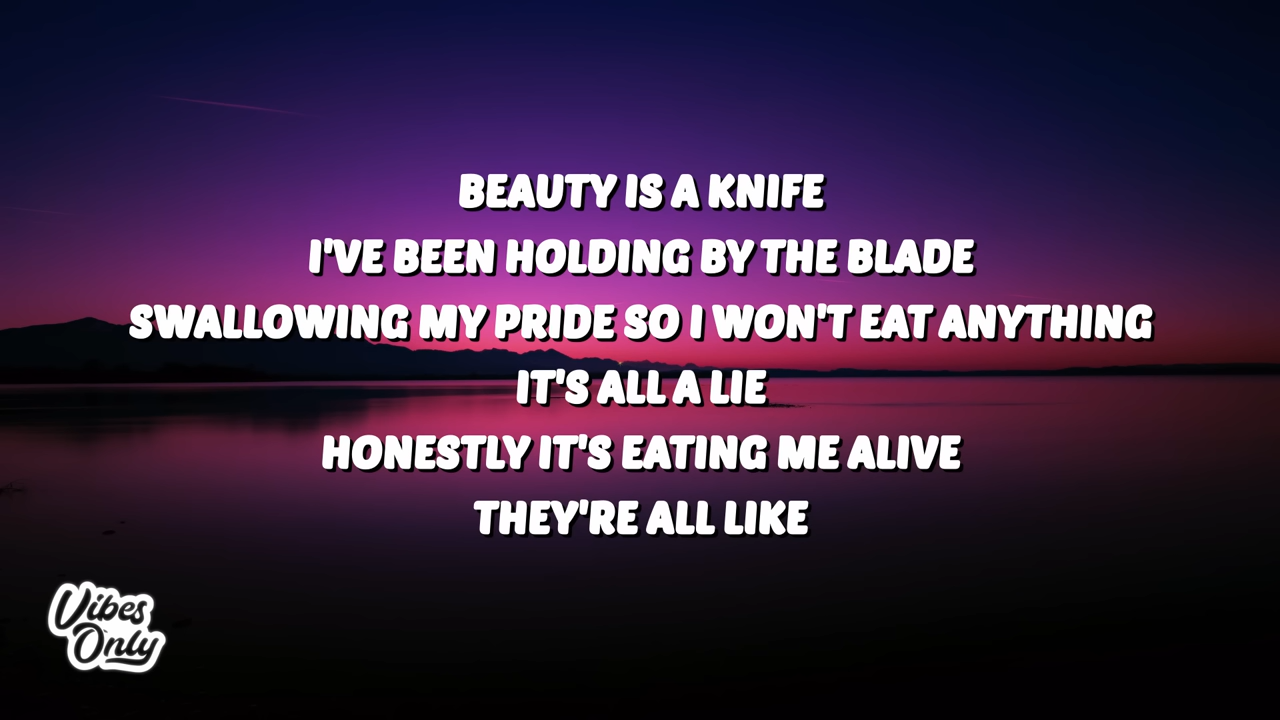 BEAUTY IS A KNIFE
I'VE BEEN HOLDING BY THE BLADE
SWALLOWING MY PRIDE SO I WON'T EAT ANYTHING
IT'S ALL A LIE
HONESTLY IT'S EATING ME ALIVE
THEY'RE ALL LIKE
Vibes
Only